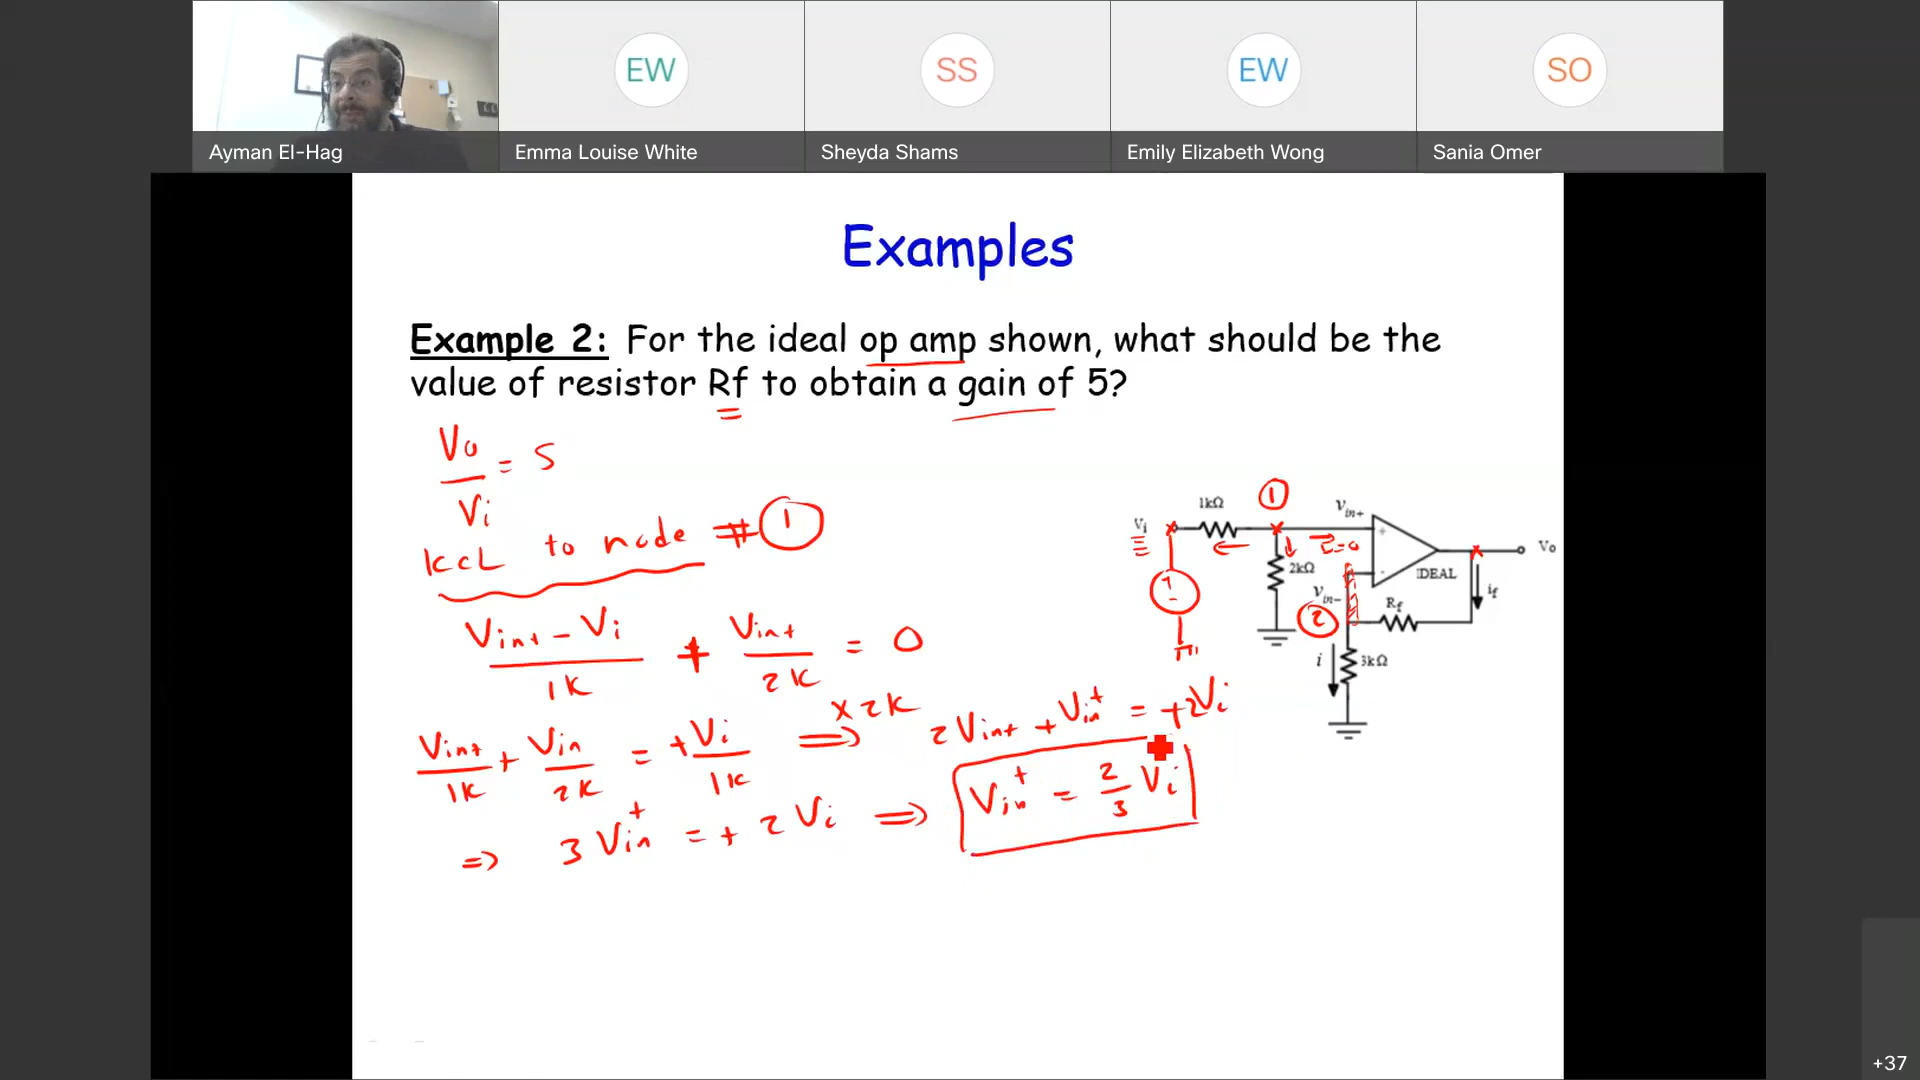 EW
SS
EW
SO
Ayman El-Hag
Emma Louise White
Sheyda Shams
Emily Elizabeth Wong
Sania Omer
Examples
Example 2: For the ideal op amp shown, what should be the
value of resistor Rf to obtain a gain of 5?
Vo/Vi = 5
KCL to node # 1
(Vin+ - Vi)/1K + Vin+/2K = 0
Vin+/1K + Vin/2K = +Vi/1K ⇒ x2K 2Vin+ + Vin+ = +2Vi
⇒ 3Vin+ = +2Vi ⇒ Vin+ = 2/3 Vi
1
1kΩ
Vi
vin+
+
Vo
2kΩ
i=0
IDEAL
-
vin-
2
Rf
if
+
-
i
3kΩ
+37